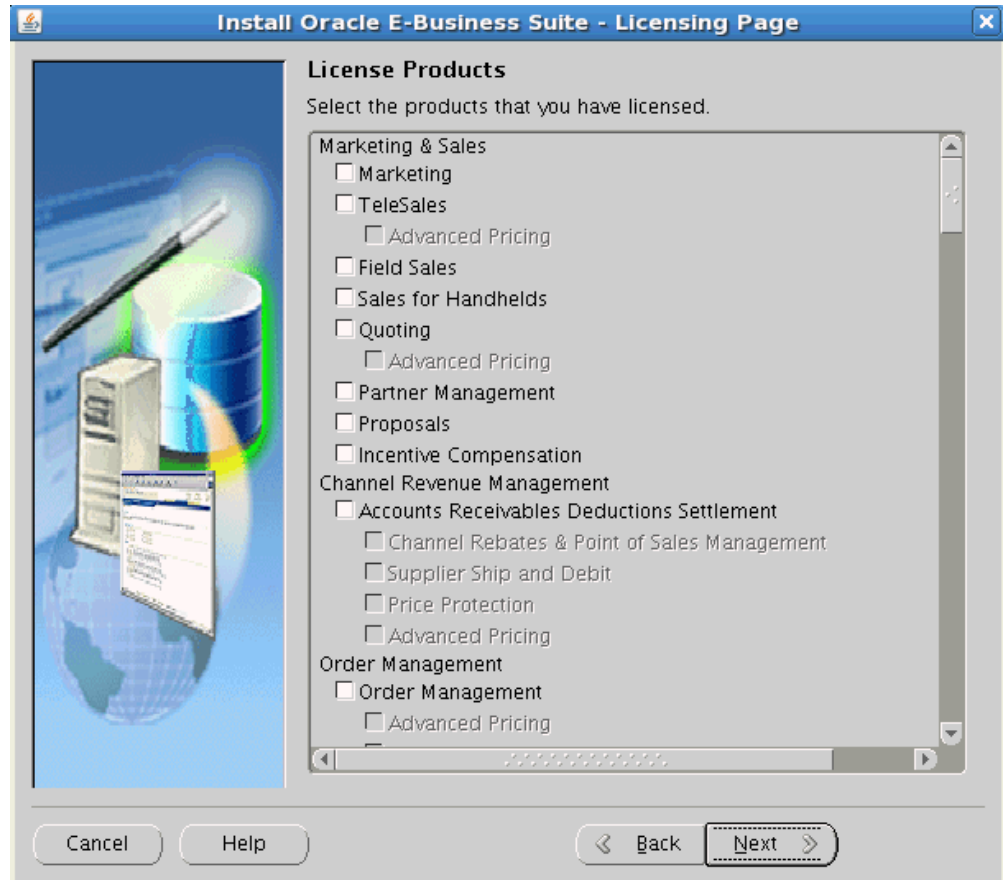 Install Oracle E-Business Suite - Licensing Page
License Products
Select the products that you have licensed.
Marketing & Sales
Marketing
TeleSales
Advanced Pricing
Field Sales
Sales for Handhelds
Quoting
Advanced Pricing
Partner Management
Proposals
Incentive Compensation
Channel Revenue Management
Accounts Receivables Deductions Settlement
Channel Rebates & Point of Sales Management
Supplier Ship and Debit
Price Protection
Advanced Pricing
Order Management
Order Management
Advanced Pricing
Cancel
Help
Back
Next